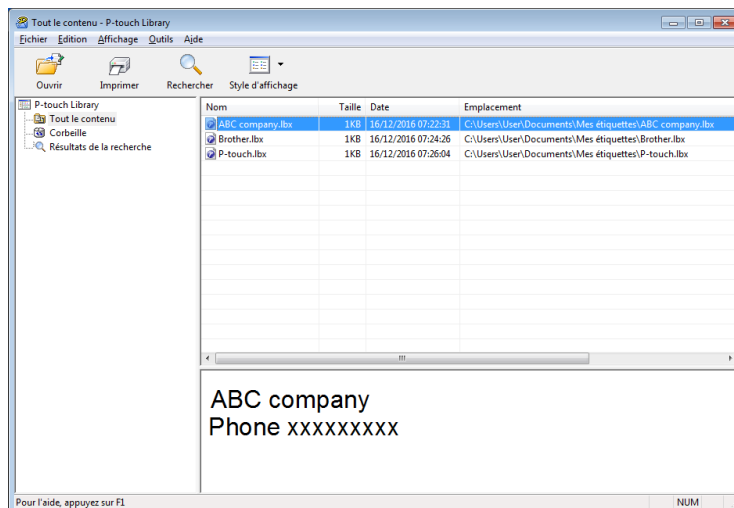 Tout le contenu - P-touch Library
Fichier Edition Affichage Outils Aide
Ouvrir Imprimer Rechercher Style d'affichage
P-touch Library
Tout le contenu
Corbeille
Résultats de la recherche
Nom Taille Date Emplacement
ABC company.lbx 1KB 16/12/2016 07:22:31 C:\Users\User\Documents\Mes étiquettes\ABC company.lbx
Brother.lbx 1KB 16/12/2016 07:24:26 C:\Users\User\Documents\Mes étiquettes\Brother.lbx
P-touch.lbx 1KB 16/12/2016 07:26:04 C:\Users\User\Documents\Mes étiquettes\P-touch.lbx
ABC company
Phone xxxxxxxxx
Pour l'aide, appuyez sur F1 NUM